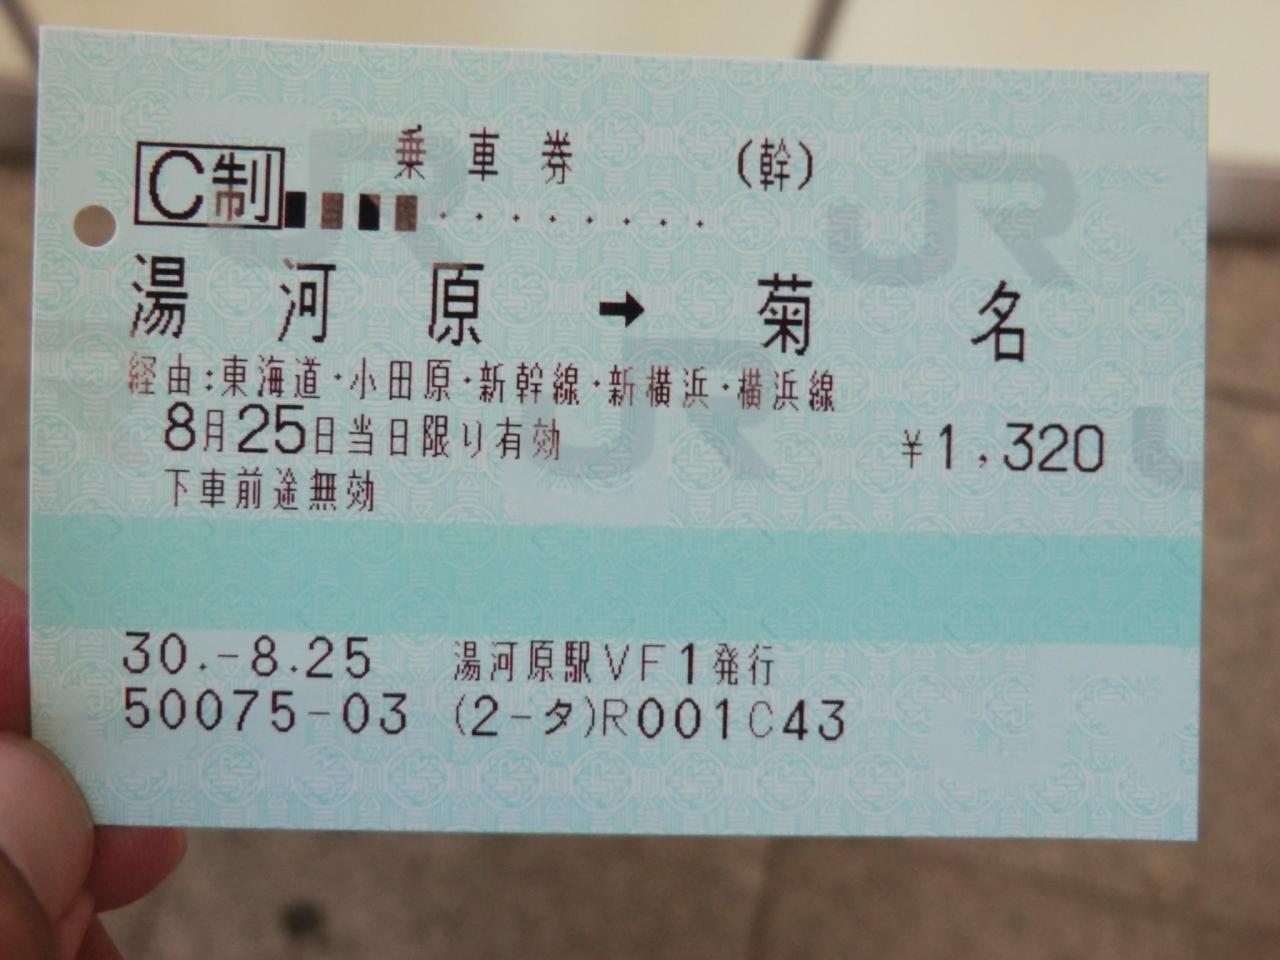 乗車券 (幹)
C制
湯河原 → 菊名
経由:東海道・小田原・新幹線・新横浜・横浜線
8月25日当日限り有効 ¥1,320
下車前途無効
30.-8.25 湯河原駅VF1発行
50075-03 (2-タ)R001C43